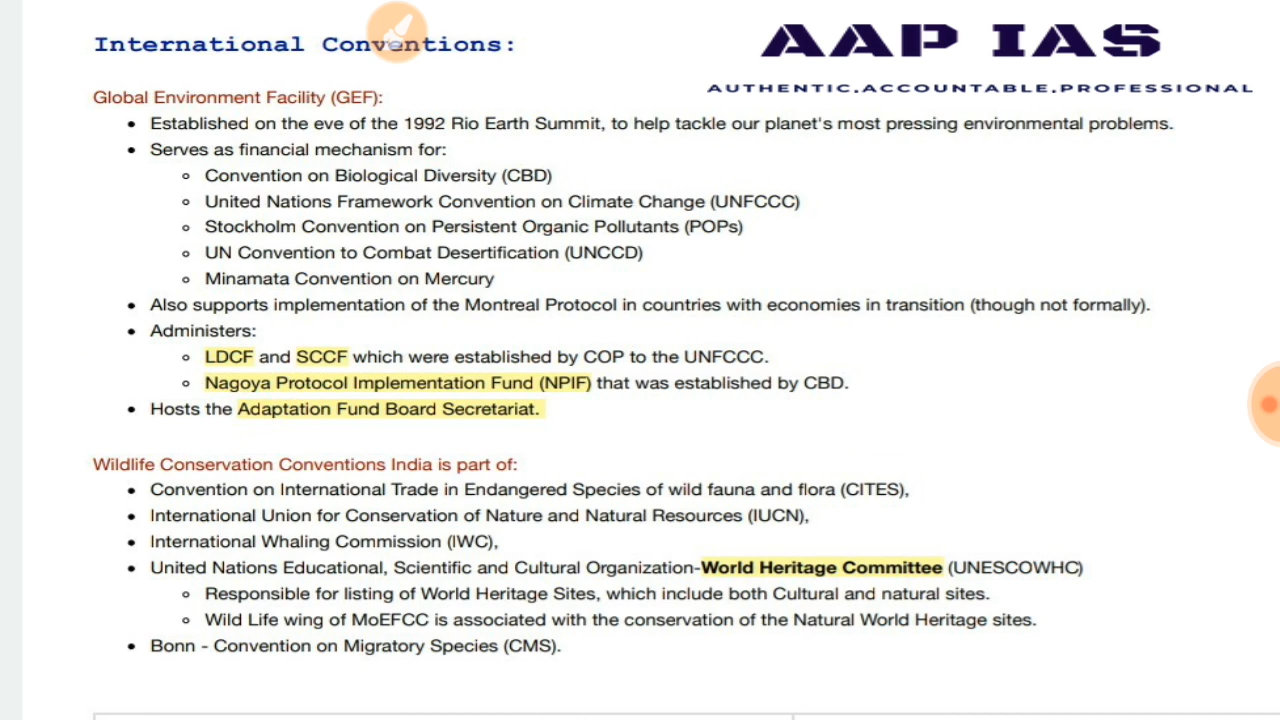 International Conventions:
AAP IAS
AUTHENTIC.ACCOUNTABLE.PROFESSIONAL
Global Environment Facility (GEF):
• Established on the eve of the 1992 Rio Earth Summit, to help tackle our planet's most pressing environmental problems.
• Serves as financial mechanism for:
◦ Convention on Biological Diversity (CBD)
◦ United Nations Framework Convention on Climate Change (UNFCCC)
◦ Stockholm Convention on Persistent Organic Pollutants (POPs)
◦ UN Convention to Combat Desertification (UNCCD)
◦ Minamata Convention on Mercury
• Also supports implementation of the Montreal Protocol in countries with economies in transition (though not formally).
• Administers:
◦ LDCF and SCCF which were established by COP to the UNFCCC.
◦ Nagoya Protocol Implementation Fund (NPIF) that was established by CBD.
• Hosts the Adaptation Fund Board Secretariat.
Wildlife Conservation Conventions India is part of:
• Convention on International Trade in Endangered Species of wild fauna and flora (CITES),
• International Union for Conservation of Nature and Natural Resources (IUCN),
• International Whaling Commission (IWC),
• United Nations Educational, Scientific and Cultural Organization-World Heritage Committee (UNESCOWHC)
◦ Responsible for listing of World Heritage Sites, which include both Cultural and natural sites.
◦ Wild Life wing of MoEFCC is associated with the conservation of the Natural World Heritage sites.
• Bonn - Convention on Migratory Species (CMS).